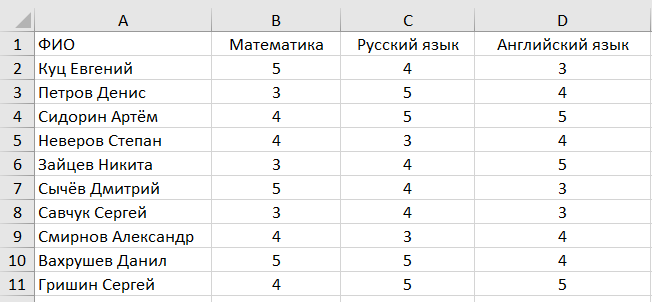 A B C D
1 ФИО Математика Русский язык Английский язык
2 Куц Евгений 5 4 3
3 Петров Денис 3 5 4
4 Сидорин Артём 4 5 5
5 Неверов Степан 4 3 4
6 Зайцев Никита 3 4 5
7 Сычёв Дмитрий 5 4 3
8 Савчук Сергей 3 4 3
9 Смирнов Александр 4 3 4
10 Вахрушев Данил 5 5 4
11 Гришин Сергей 4 5 5